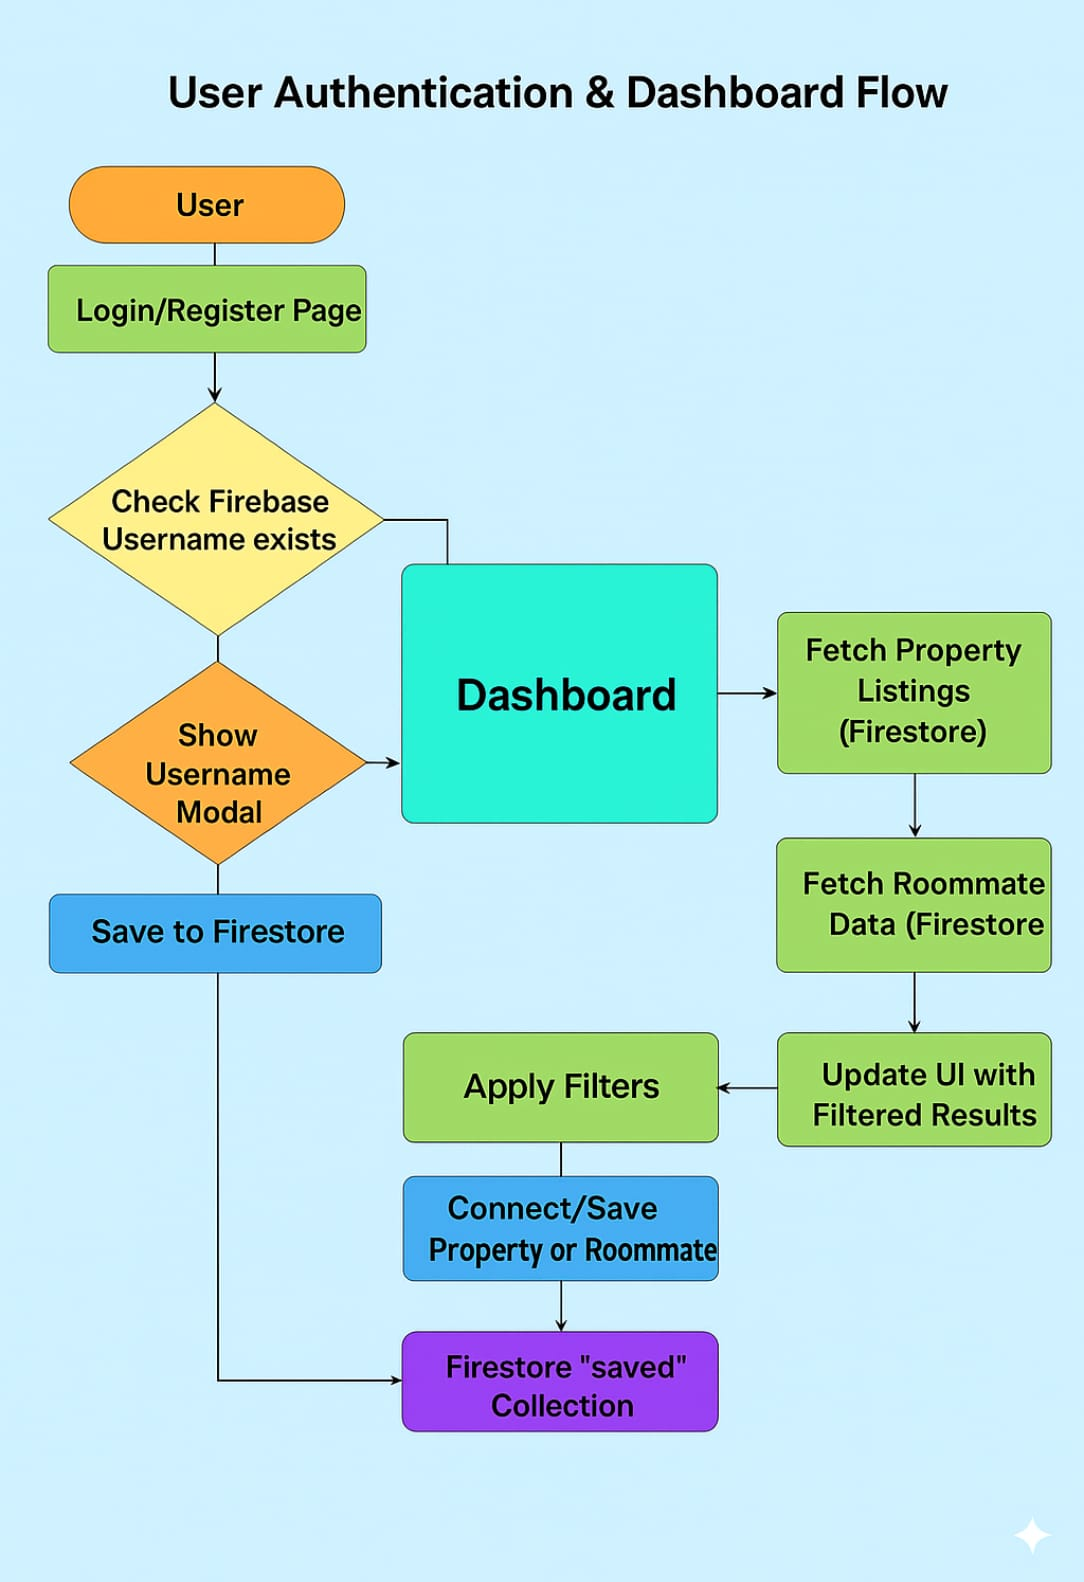 User Authentication & Dashboard Flow
User
Login/Register Page
Check Firebase
Username exists
Show
Username
Modal
Save to Firestore
Dashboard
Fetch Property
Listings
(Firestore)
Fetch Roommate
Data (Firestore
Update UI with
Filtered Results
Apply Filters
Connect/Save
Property or Roommate
Firestore "saved"
Collection